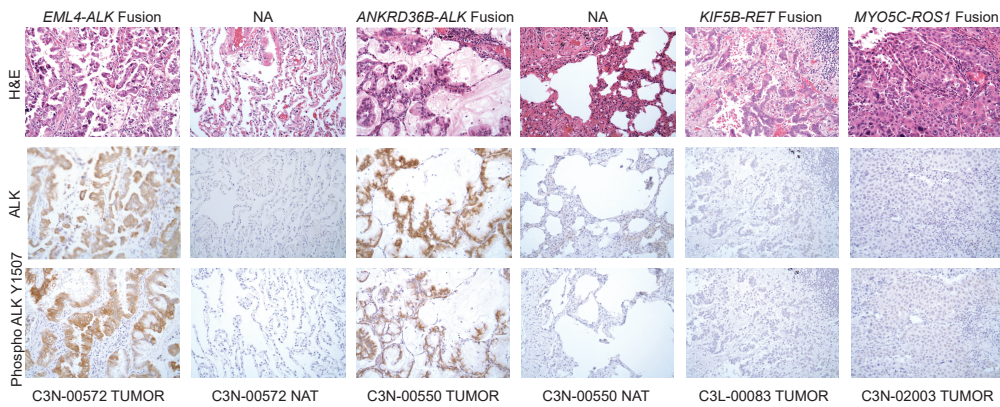 EML4-ALK Fusion NA ANKRD36B-ALK Fusion NA KIF5B-RET Fusion MYO5C-ROS1 Fusion
H&E
ALK
Phospho ALK Y1507
C3N-00572 TUMOR C3N-00572 NAT C3N-00550 TUMOR C3N-00550 NAT C3L-00083 TUMOR C3N-02003 TUMOR